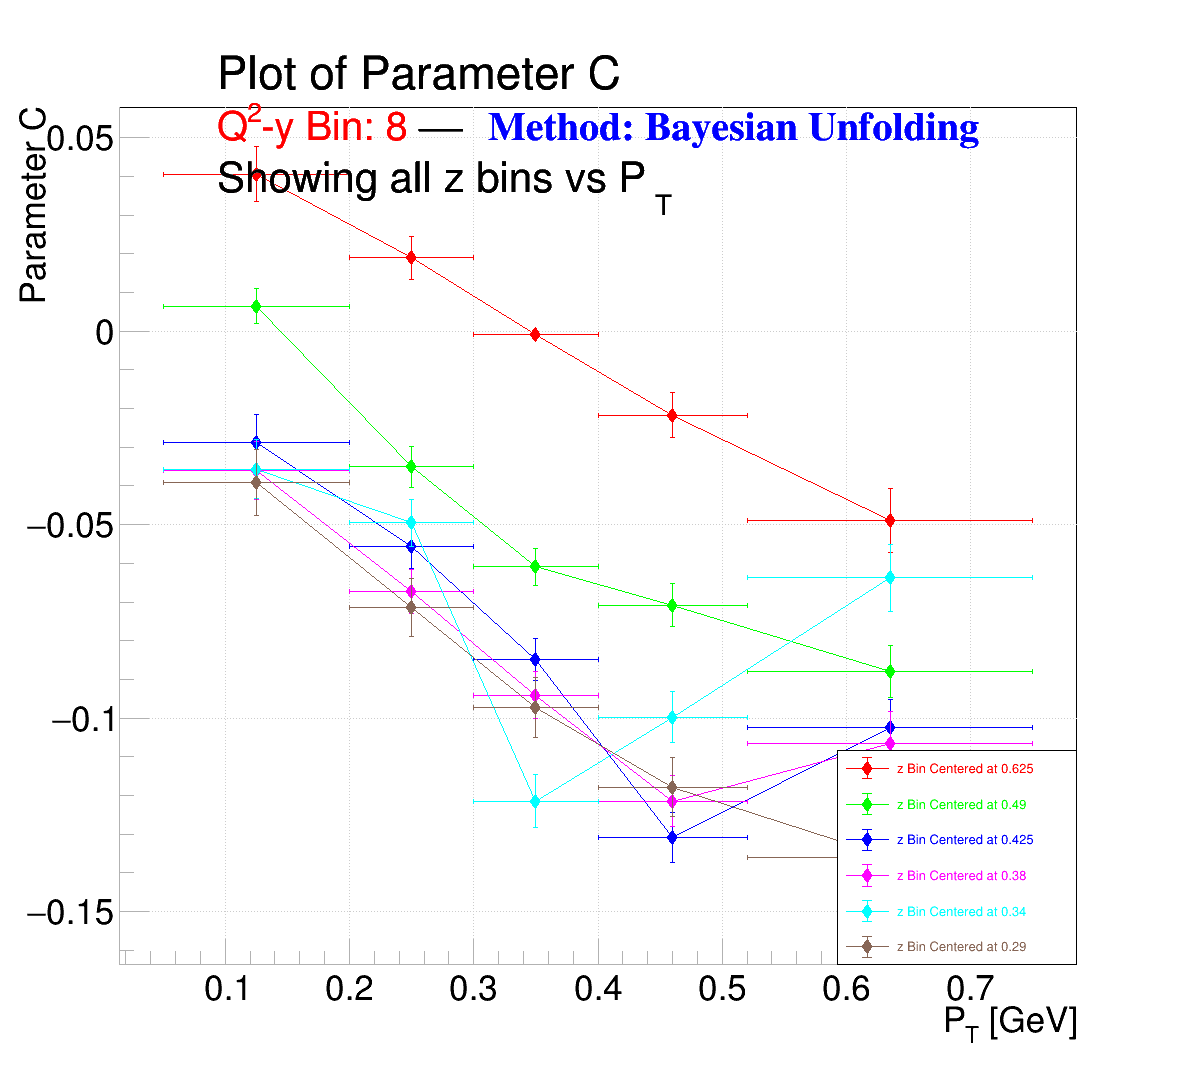 Plot of Parameter C
Q²-y Bin: 8 — Method: Bayesian Unfolding
Showing all z bins vs P_T
Parameter C
0.05
0
−0.05
−0.1
−0.15
z Bin Centered at 0.625
z Bin Centered at 0.49
z Bin Centered at 0.425
z Bin Centered at 0.38
z Bin Centered at 0.34
z Bin Centered at 0.29
0.1 0.2 0.3 0.4 0.5 0.6 0.7
P_T [GeV]